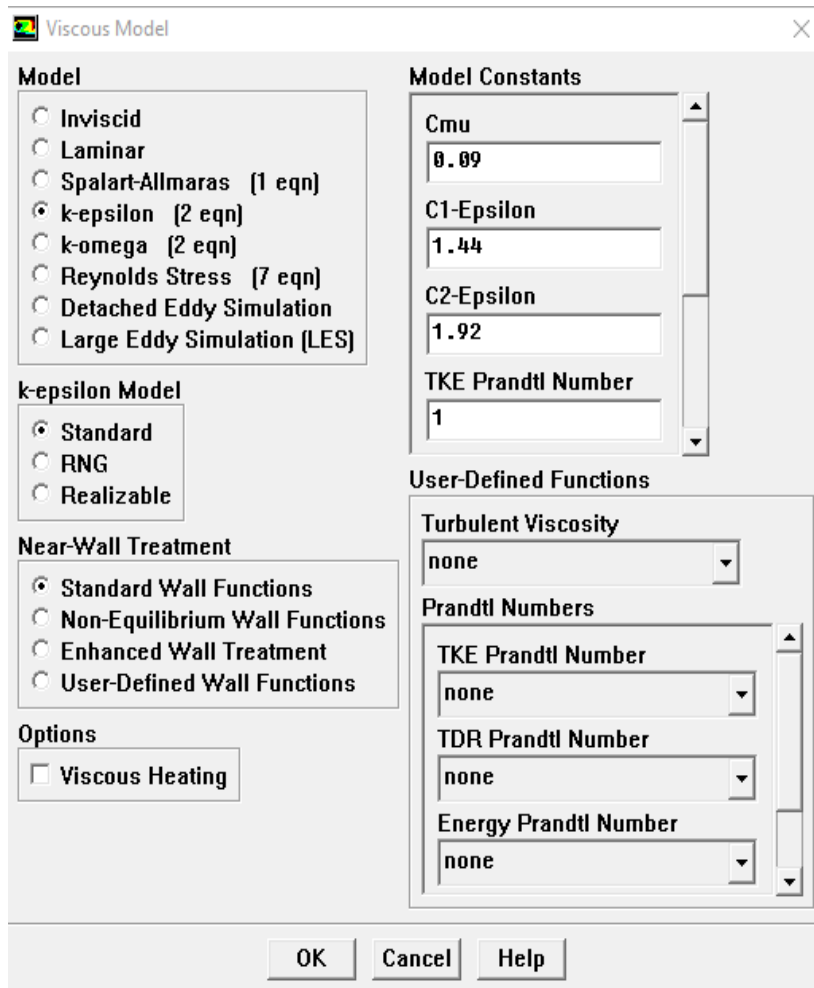 Viscous Model
Model
Inviscid
Laminar
Spalart-Allmaras (1 eqn)
k-epsilon (2 eqn)
k-omega (2 eqn)
Reynolds Stress (7 eqn)
Detached Eddy Simulation
Large Eddy Simulation (LES)
k-epsilon Model
Standard
RNG
Realizable
Near-Wall Treatment
Standard Wall Functions
Non-Equilibrium Wall Functions
Enhanced Wall Treatment
User-Defined Wall Functions
Options
Viscous Heating
Model Constants
Cmu
0.09
C1-Epsilon
1.44
C2-Epsilon
1.92
TKE Prandtl Number
1
User-Defined Functions
Turbulent Viscosity
none
Prandtl Numbers
TKE Prandtl Number
none
TDR Prandtl Number
none
Energy Prandtl Number
none
OK Cancel Help